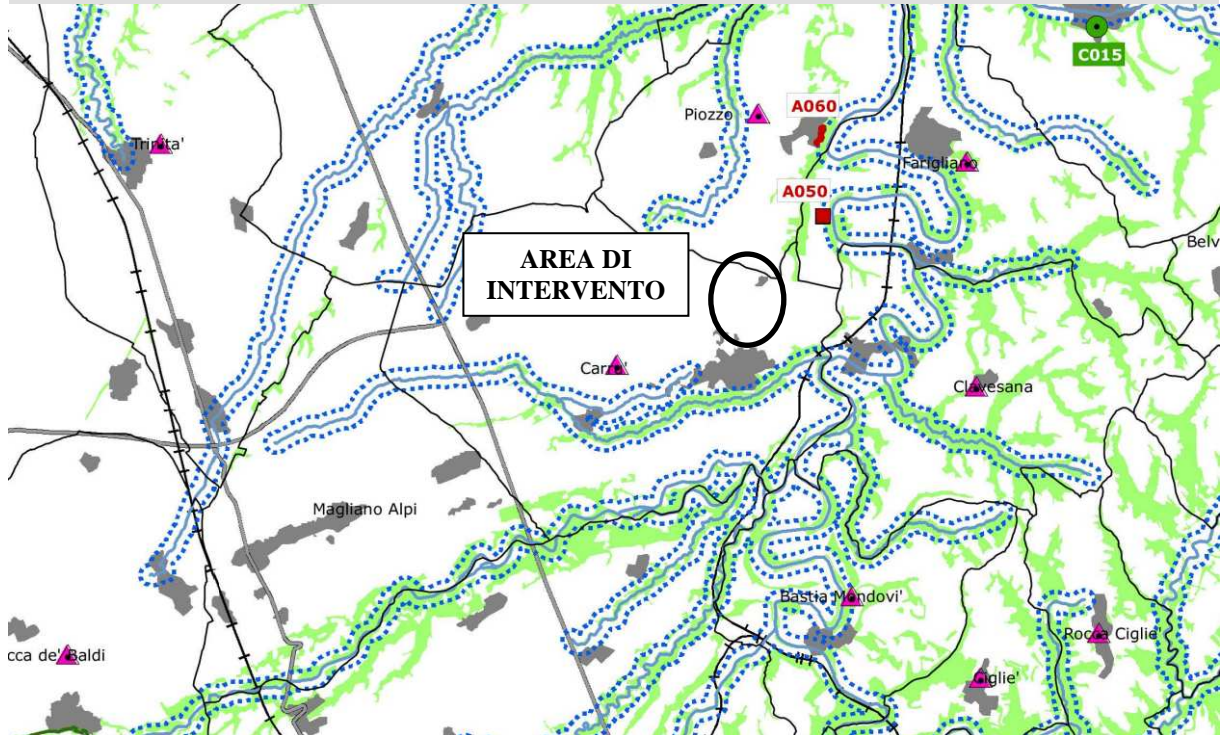 C015
A060
Piozzo
Trinita'
Farigliano
A050
Belv
AREA DI
INTERVENTO
Carru'
Clavesana
Magliano Alpi
Bastia Mondovi'
Rocca Ciglie'
cca de' Baldi
Ciglie'